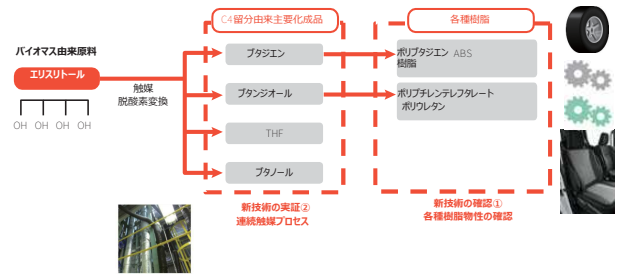 C4留分由来主要化成品
各種樹脂
バイオマス由来原料
エリスリトール
OH OH OH OH
触媒
脱酸素変換
ブタジエン
ブタンジオール
THF
ブタノール
ポリブタジエン ABS
樹脂
ポリブチレンテレフタレート
ポリウレタン
新技術の実証②
連続触媒プロセス
新技術の確認①
各種樹脂物性の確認